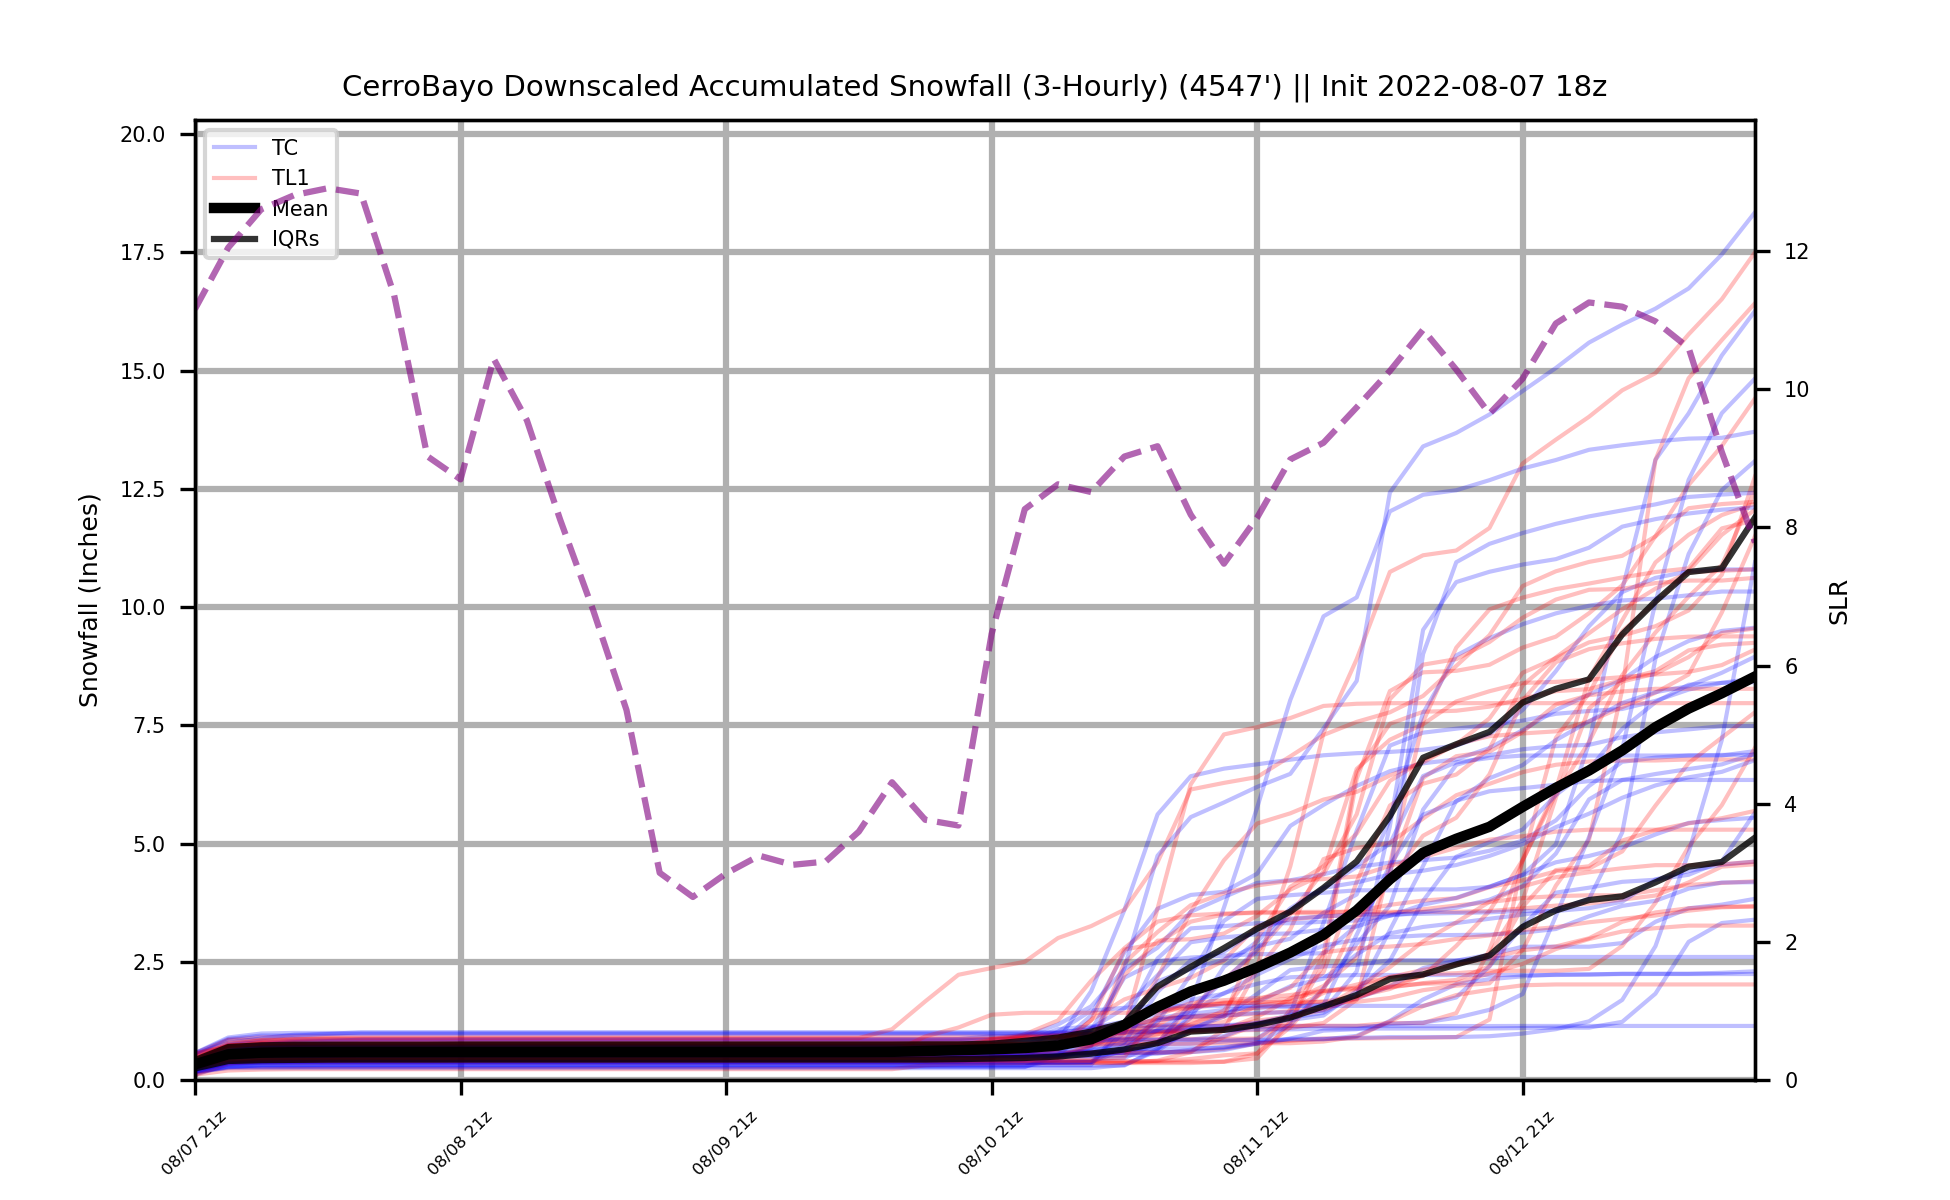 CerroBayo Downscaled Accumulated Snowfall (3-Hourly) (4547') || Init 2022-08-07 18z
TC
TL1
Mean
IQRs
Snowfall (Inches)
20.0
17.5
15.0
12.5
10.0
7.5
5.0
2.5
0.0
SLR
12
10
8
6
4
2
0
08/07 21z
08/08 21z
08/09 21z
08/10 21z
08/11 21z
08/12 21z